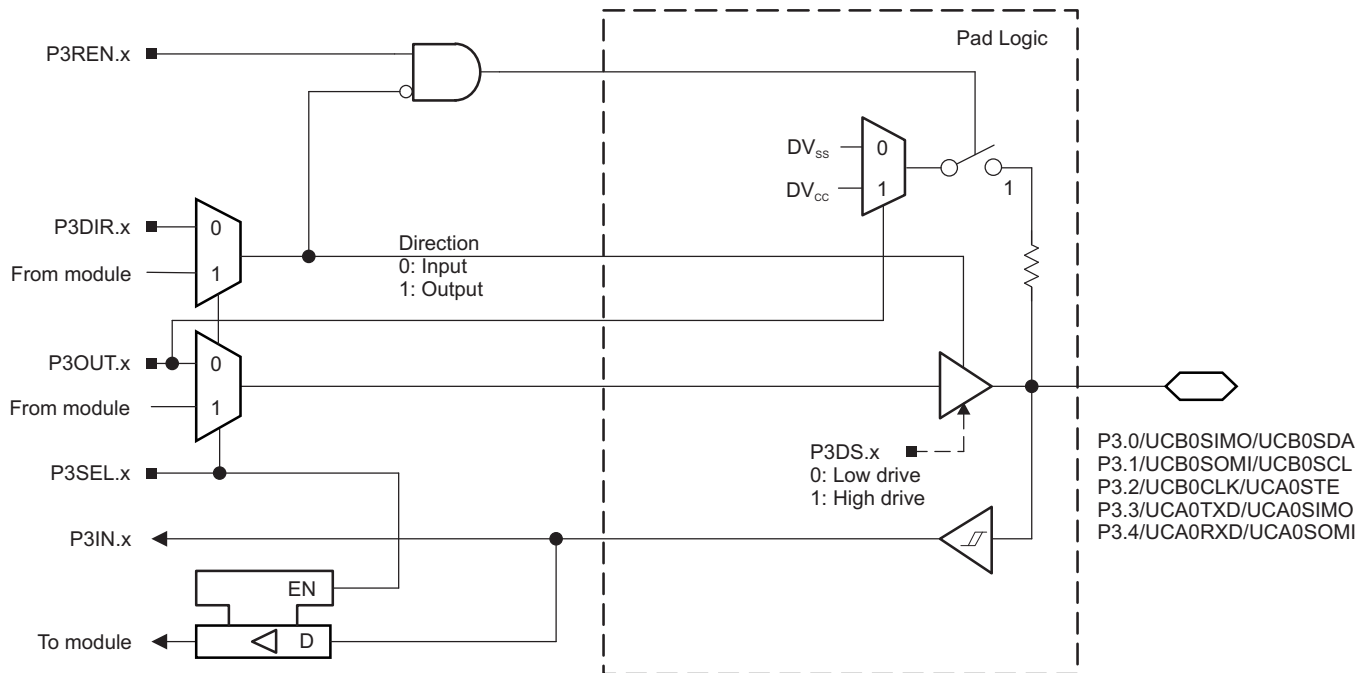 Pad Logic
P3REN.x
DVSS
0
DVCC
1
1
P3DIR.x
0
From module
1
Direction
0: Input
1: Output
P3OUT.x
0
From module
1
P3SEL.x
P3DS.x
0: Low drive
1: High drive
P3.0/UCB0SIMO/UCB0SDA
P3.1/UCB0SOMI/UCB0SCL
P3.2/UCB0CLK/UCA0STE
P3.3/UCA0TXD/UCA0SIMO
P3.4/UCA0RXD/UCA0SOMI
P3IN.x
EN
To module
D